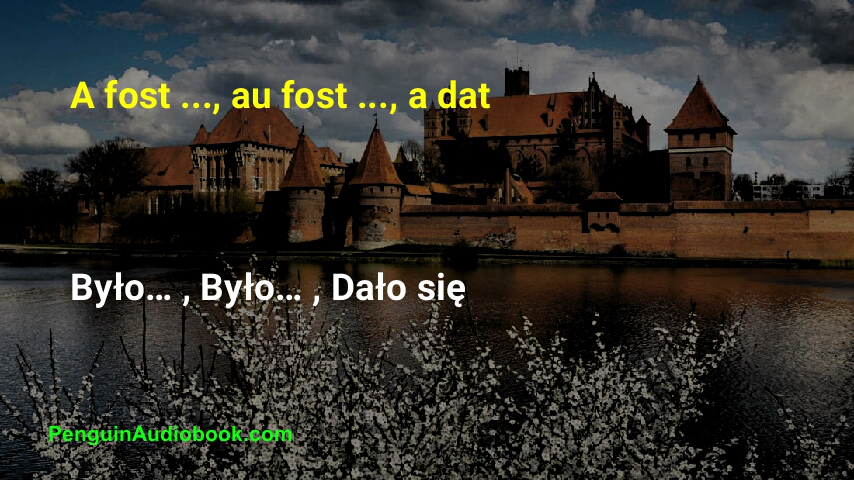 A fost ..., au fost ..., a dat
Było… , Było… , Dało się
PenguinAudiobook.com